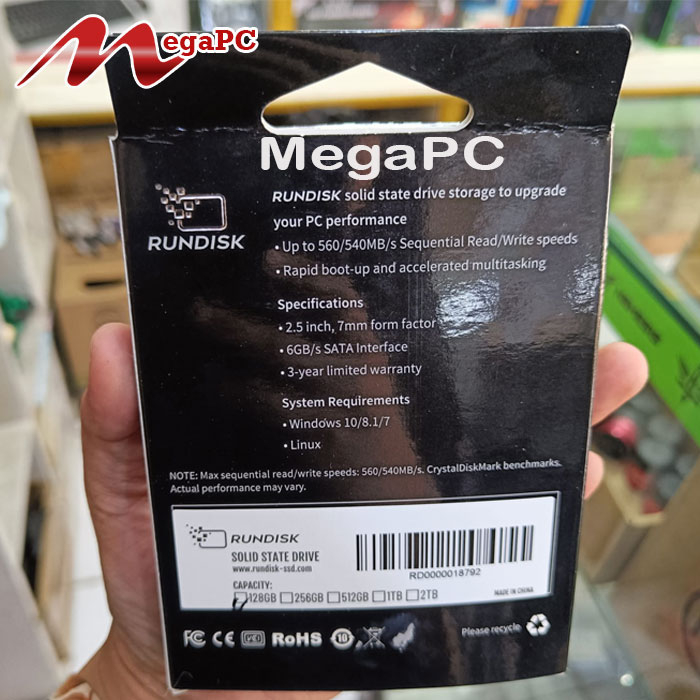 MegaPC
MegaPC
RUNDISK solid state drive storage to upgrade
your PC performance
• Up to 560/540MB/s Sequential Read/Write speeds
• Rapid boot-up and accelerated multitasking
RUNDISK
Specifications
• 2.5 inch, 7mm form factor
• 6GB/s SATA Interface
• 3-year limited warranty
System Requirements
• Windows 10/8.1/7
• Linux
NOTE: Max sequential read/write speeds: 560/540MB/s. CrystalDiskMark benchmarks.
Actual performance may vary.
RUNDISK
SOLID STATE DRIVE
www.rundisk-ssd.com
RD0000018792
CAPACITY:
128GB 256GB 512GB 1TB 2TB
MADE IN CHINA
FC CE RoHS 10
Please recycle